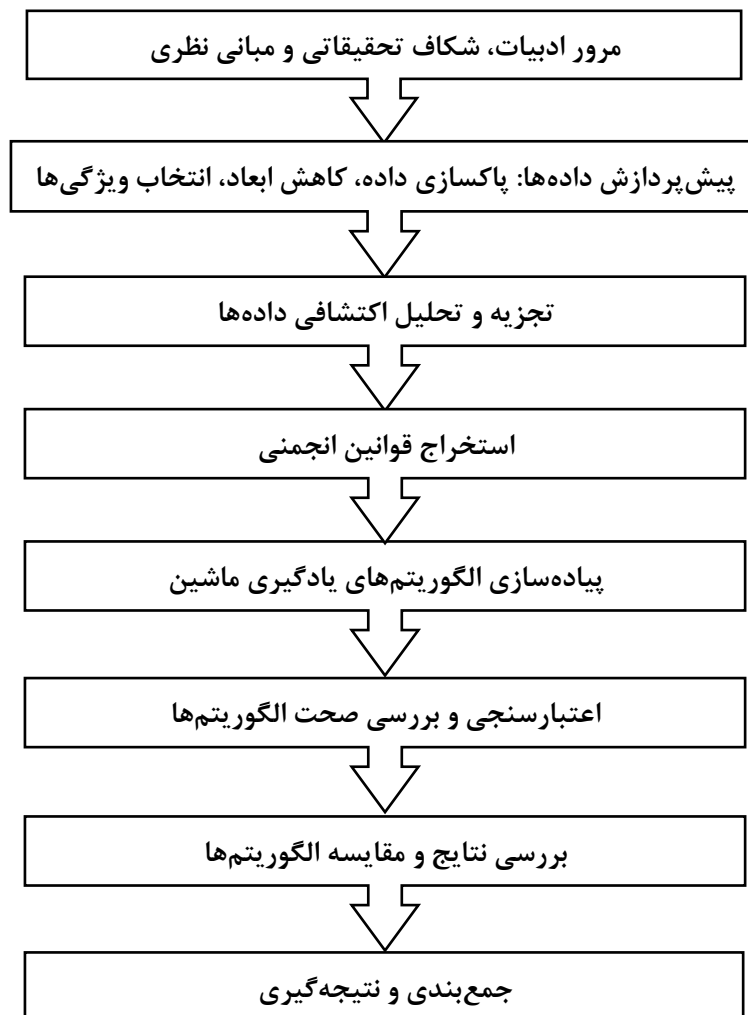 مرور ادبیات، شکاف تحقیقاتی و مبانی نظری
پیش‌پردازش داده‌ها: پاکسازی داده، کاهش ابعاد، انتخاب ویژگی‌ها
تجزیه و تحلیل اکتشافی داده‌ها
استخراج قوانین انجمنی
پیاده‌سازی الگوریتم‌های یادگیری ماشین
اعتبارسنجی و بررسی صحت الگوریتم‌ها
بررسی نتایج و مقایسه الگوریتم‌ها
جمع‌بندی و نتیجه‌گیری